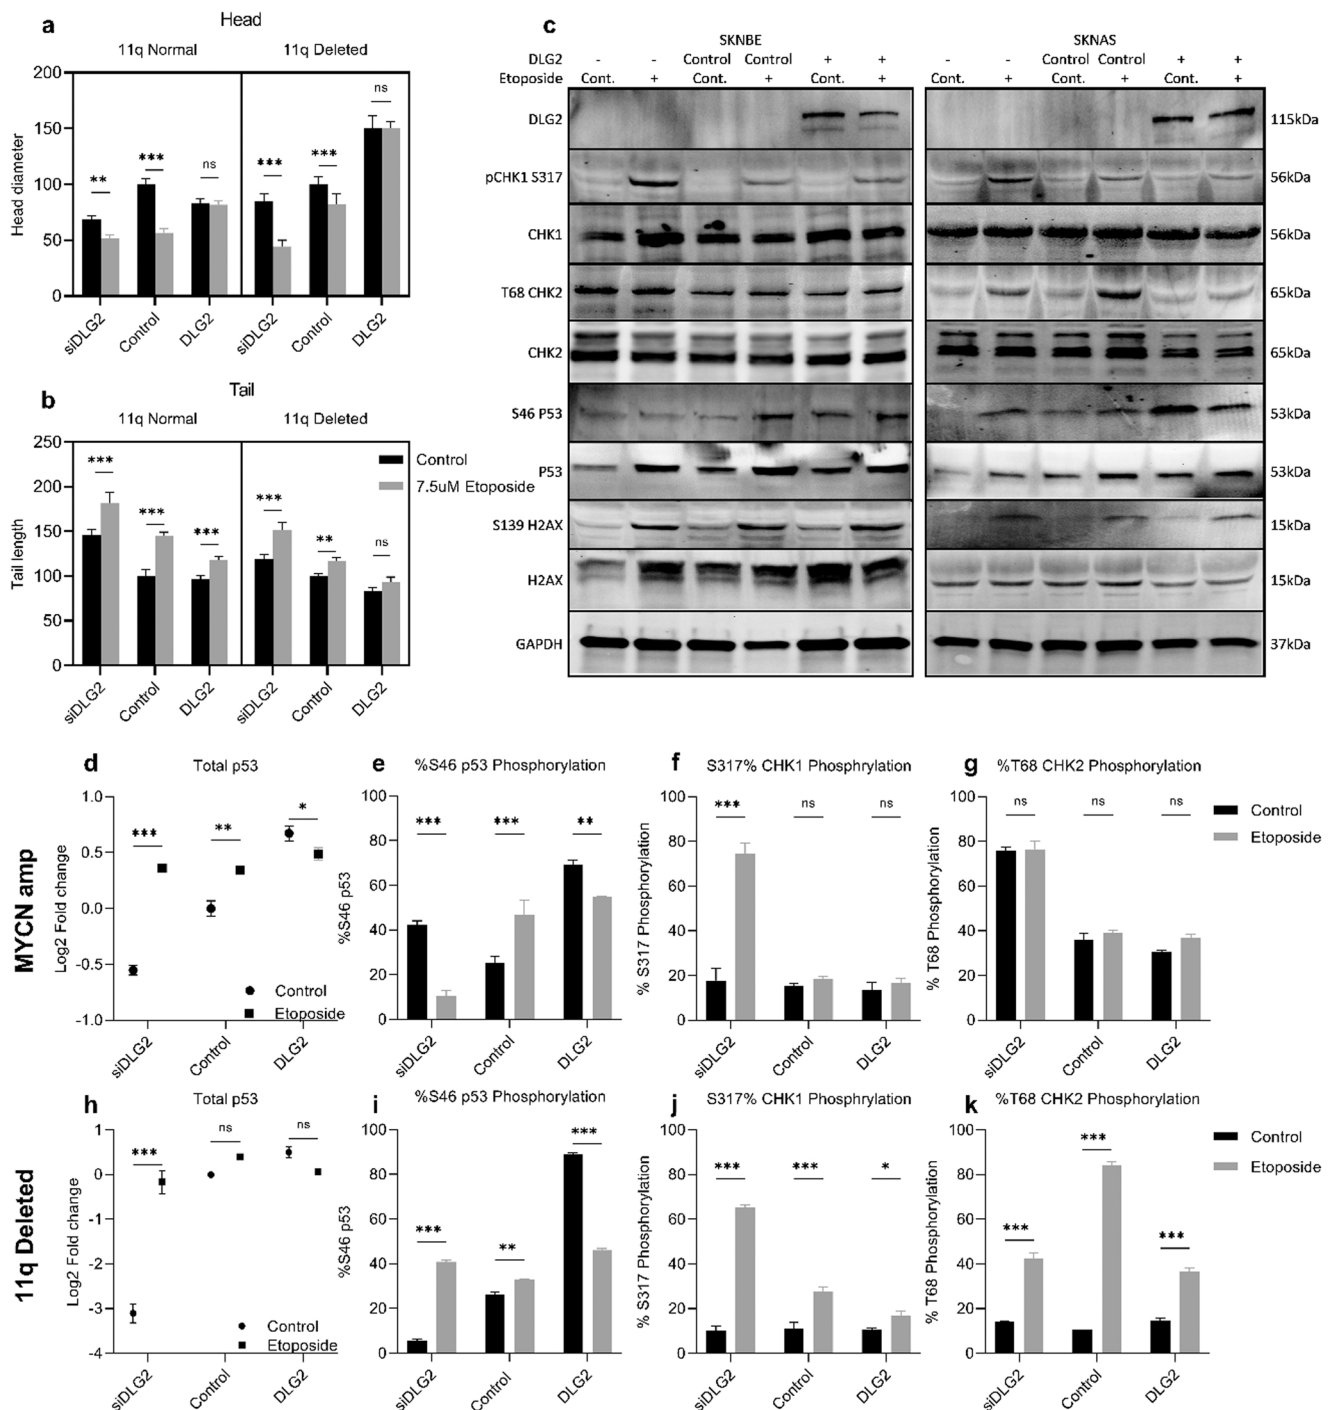 a
Head
11q Normal
11q Deleted
Head diameter
200
150
100
50
0
**
***
ns
***
***
ns
siDLG2
Control
DLG2
siDLG2
Control
DLG2
b
Tail
11q Normal
11q Deleted
Tail length
250
200
150
100
50
0
***
***
***
***
**
ns
Control
7.5uM Etoposide
siDLG2
Control
DLG2
siDLG2
Control
DLG2
c
SKNBE
SKNAS
DLG2 - - Control Control + + - - Control Control + +
Etoposide Cont. + Cont. + Cont. + Cont. + Cont. + Cont. +
DLG2 115kDa
pCHK1 S317 56kDa
CHK1 56kDa
T68 CHK2 65kDa
CHK2 65kDa
S46 P53 53kDa
P53 53kDa
S139 H2AX 15kDa
H2AX 15kDa
GAPDH 37kDa
MYCN amp
d
Total p53
Log2 Fold change
1.0
0.5
0.0
-0.5
-1.0
***
**
*
Control
Etoposide
siDLG2
Control
DLG2
e
%S46 p53 Phosphorylation
%S46 p53
100
80
60
40
20
0
***
***
**
siDLG2
Control
DLG2
f
S317% CHK1 Phosphrylation
% S317 Phosphorylation
100
80
60
40
20
0
***
ns
ns
siDLG2
Control
DLG2
g
%T68 CHK2 Phosphorylation
% T68 Phosphorylation
100
80
60
40
20
0
ns
ns
ns
siDLG2
Control
DLG2
Control
Etoposide
11q Deleted
h
Total p53
Log2 Fold change
1
0
-1
-2
-3
-4
***
ns
ns
Control
Etoposide
siDLG2
Control
DLG2
i
%S46 p53 Phosphorylation
%S46 p53
100
80
60
40
20
0
***
**
***
siDLG2
Control
DLG2
j
S317% CHK1 Phosphorylation
% S317 Phosphorylation
100
80
60
40
20
0
***
***
*
siDLG2
Control
DLG2
k
%T68 CHK2 Phosphorylation
% T68 Phosphorylation
100
80
60
40
20
0
***
***
***
siDLG2
Control
DLG2
Control
Etoposide